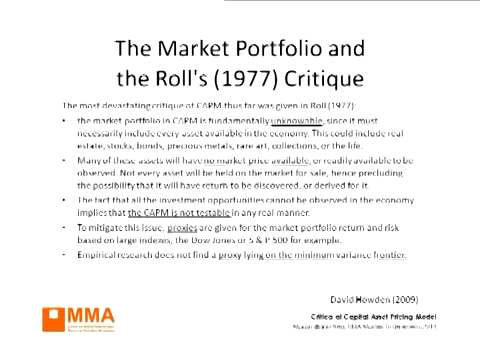 The Market Portfolio and
the Roll's (1977) Critique
The most devastating critique of CAPM thus far was given in Roll (1977):
• the market portfolio in CAPM is fundamentally unknowable, since it must
necessarily include every asset available in the economy. This could include real
estate, stocks, bonds, precious metals, rare art, collections, or the life.
• Many of these assets will have no market price available, or readily available to be
observed. Not every asset will be held on the market for sale, hence precluding
the possibility that it will have return to be discovered, or derived for it.
• The fact that all the investment opportunities cannot be observed in the economy
implies that the CAPM is not testable in any real manner.
• To mitigate this issue, proxies are given for the market portfolio return and risk
based on large indexes, the Dow Jones or S & P 500 for example.
• Empirical research does not find a proxy lying on the minimum variance frontier.
David Howden (2009)
MMA
Critica al Capital Asset Pricing Model